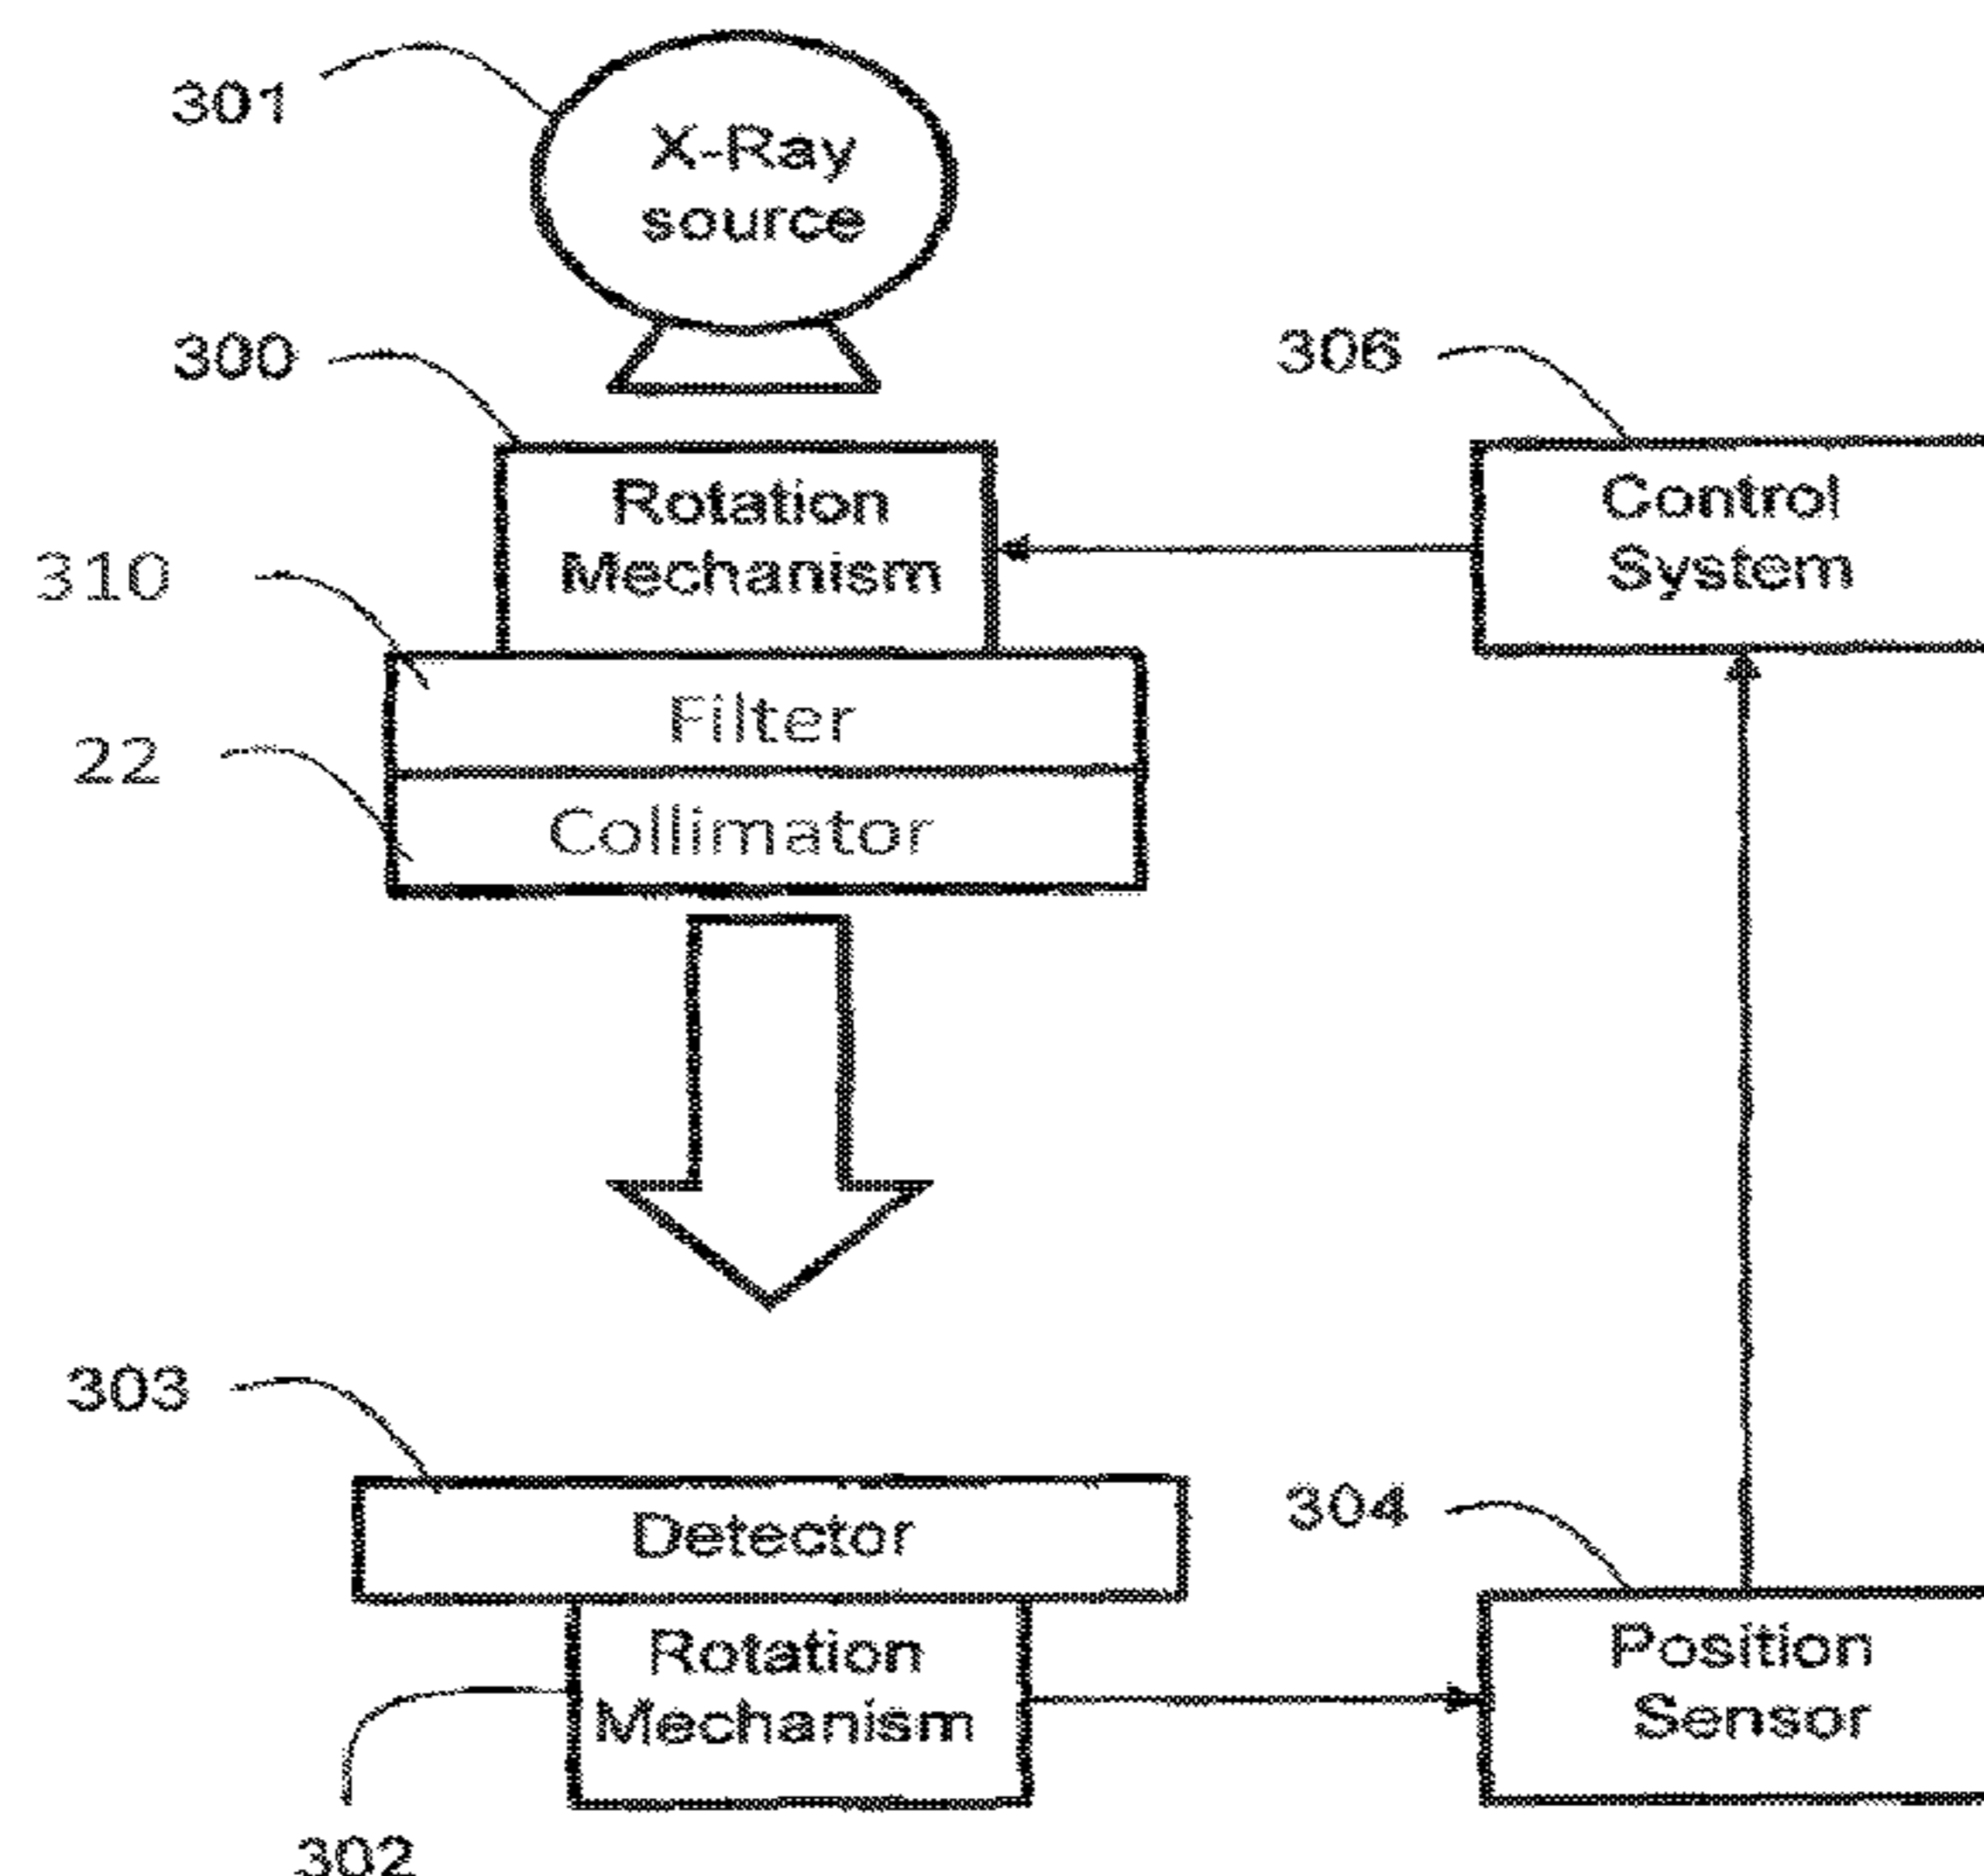 301
X-Ray
source
300
306
Rotation
Mechanism
Control
System
310
Filter
22
Collimator
303
Detector
304
Rotation
Mechanism
Position
Sensor
302